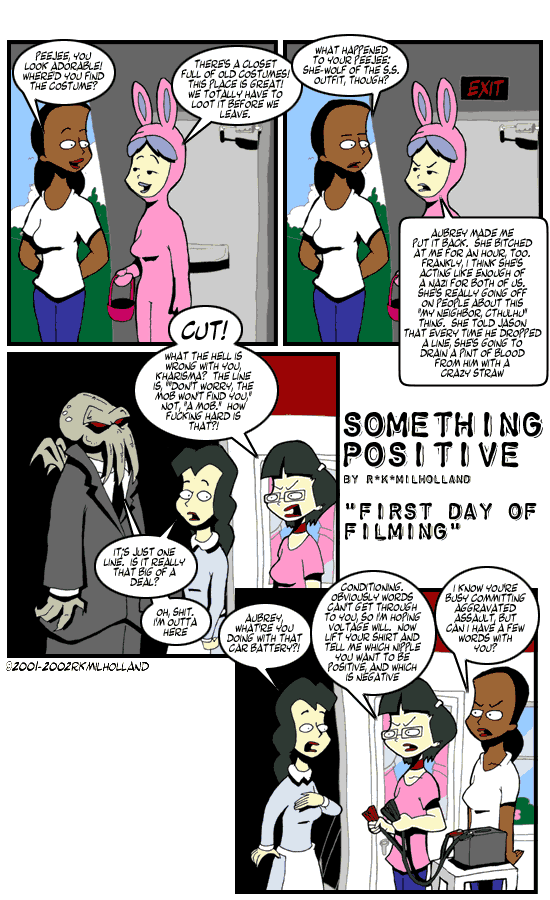 PEEJEE, YOU
LOOK ADORABLE!
WHERE'D YOU FIND
THE COSTUME?
THERE'S A CLOSET
FULL OF OLD COSTUMES!
THIS PLACE IS GREAT!
WE TOTALLY HAVE TO
LOOT IT BEFORE WE
LEAVE.
WHAT HAPPENED
TO YOUR PEEJEE:
SHE-WOLF OF THE S.S.
OUTFIT, THOUGH?
EXIT
AUBREY MADE ME
PUT IT BACK. SHE BITCHED
AT ME FOR AN HOUR, TOO.
FRANKLY, I THINK SHE'S
ACTING LIKE ENOUGH OF
A NAZI FOR BOTH OF US.
SHE'S REALLY GOING OFF
ON PEOPLE ABOUT THIS
"MY NEIGHBOR, CTHULHU"
THING. SHE TOLD JASON
THAT EVERY TIME HE DROPPED
A LINE, SHE'S GOING TO
DRAIN A PINT OF BLOOD
FROM HIM WITH A
CRAZY STRAW
CUT!
WHAT THE HELL IS
WRONG WITH YOU,
KHARISMA? THE LINE
IS, "DON'T WORRY, THE
MOB WON'T FIND YOU,"
NOT, "A MOB." HOW
FUCKING HARD IS
THAT?!
IT'S JUST ONE
LINE. IS IT REALLY
THAT BIG OF A
DEAL?
OH, SHIT.
I'M OUTTA
HERE
SOMETHING
POSITIVE
BY R*K*MILHOLLAND
"FIRST DAY OF
FILMING"
©2001-2002RKMILHOLLAND
AUBREY,
WHAT'RE YOU
DOING WITH THAT
CAR BATTERY?!
CONDITIONING.
OBVIOUSLY WORDS
CAN'T GET THROUGH
TO YOU, SO I'M HOPING
VOLTAGE WILL. NOW
LIFT YOUR SHIRT AND
TELL ME WHICH NIPPLE
YOU WANT TO BE
POSITIVE, AND WHICH
IS NEGATIVE
I KNOW YOU'RE
BUSY COMMITTING
AGGRAVATED
ASSAULT, BUT
CAN I HAVE A FEW
WORDS WITH
YOU?